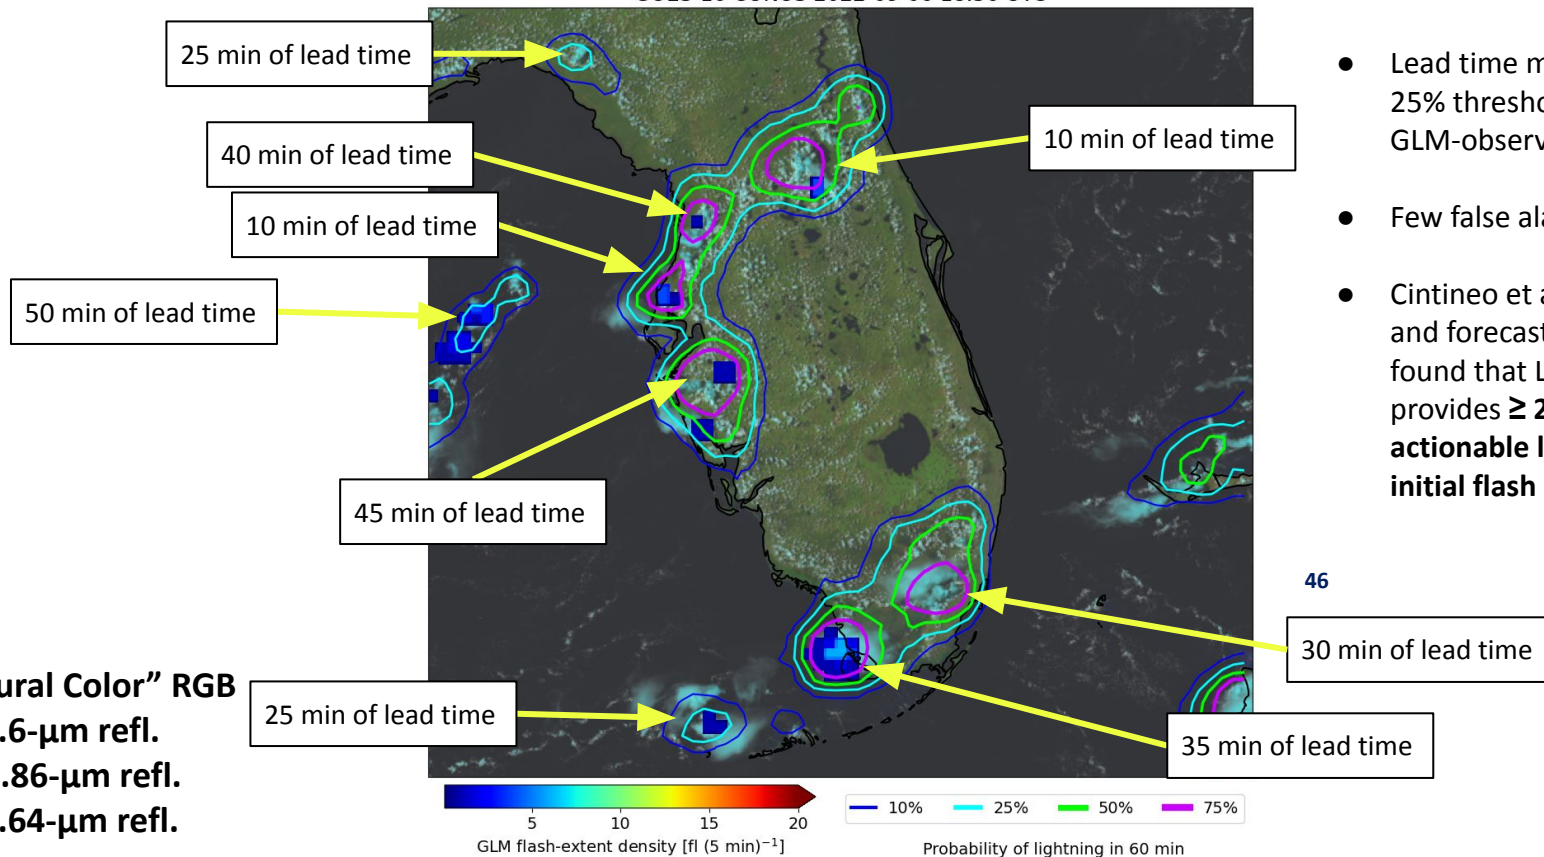 25 min of lead time
40 min of lead time
10 min of lead time
10 min of lead time
50 min of lead time
45 min of lead time
30 min of lead time
25 min of lead time
35 min of lead time
● Lead time m
25% thresho
GLM-observ
● Few false ala
● Cintineo et a
and forecast
found that L
provides ≥ 2
actionable l
initial flash
46
ural Color” RGB
.6-µm refl.
.86-µm refl.
.64-µm refl.
5 10 15 20
GLM flash-extent density [fl (5 min)⁻¹]
10% 25% 50% 75%
Probability of lightning in 60 min